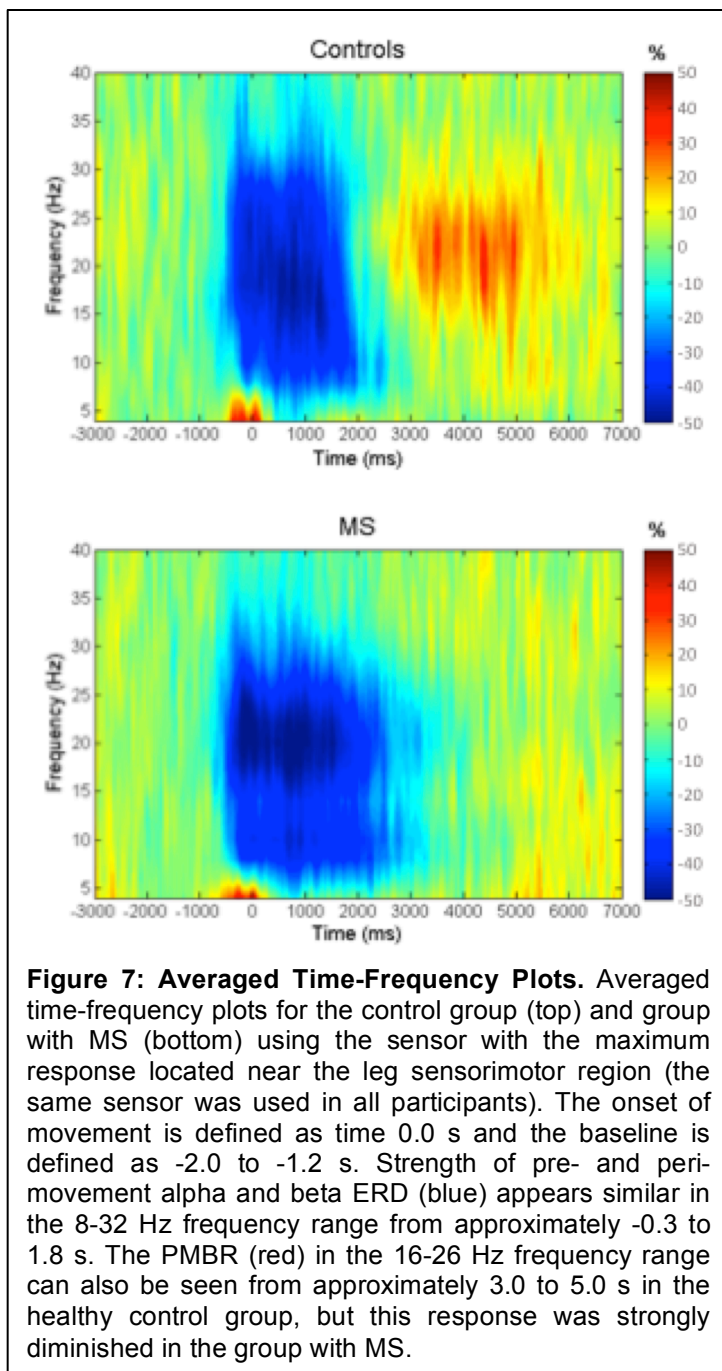 Controls
%
40
35
30
25
20
15
10
5
Frequency (Hz)
50
40
30
20
10
0
-10
-20
-30
-40
-50
-3000 -2000 -1000 0 1000 2000 3000 4000 5000 6000 7000
Time (ms)
MS
%
40
35
30
25
20
15
10
5
Frequency (Hz)
50
40
30
20
10
0
-10
-20
-30
-40
-50
-3000 -2000 -1000 0 1000 2000 3000 4000 5000 6000 7000
Time (ms)
Figure 7: Averaged Time-Frequency Plots. Averaged
time-frequency plots for the control group (top) and group
with MS (bottom) using the sensor with the maximum
response located near the leg sensorimotor region (the
same sensor was used in all participants). The onset of
movement is defined as time 0.0 s and the baseline is
defined as -2.0 to -1.2 s. Strength of pre- and peri-
movement alpha and beta ERD (blue) appears similar in
the 8-32 Hz frequency range from approximately -0.3 to
1.8 s. The PMBR (red) in the 16-26 Hz frequency range
can also be seen from approximately 3.0 to 5.0 s in the
healthy control group, but this response was strongly
diminished in the group with MS.